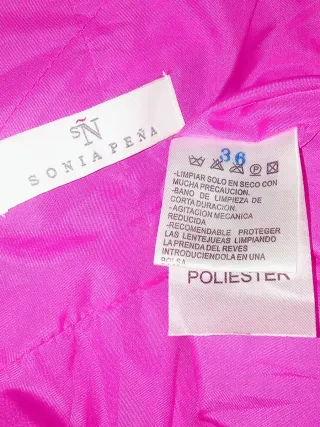 SÑ
SONIA PEÑA
36
-LIMPIAR SOLO EN SECO CON
MUCHA PRECAUCION.
-BANO DE LIMPIEZA DE
CORTA DURACION.
-AGITACION MECANICA
REDUCIDA
-RECOMENDABLE PROTEGER
LAS LENTEJUEAS LIMPIANDO
LA PRENDA DEL REVES
INTRODUCIENDOLA EN UNA
BOLSA
POLIESTER